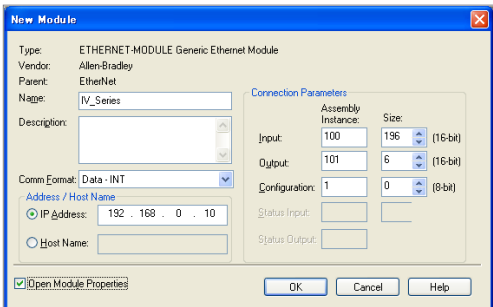 New Module
Type: ETHERNET-MODULE Generic Ethernet Module
Vendor: Allen-Bradley
Parent: EtherNet
Name: IV_Series
Description:
Comm Format: Data - INT
Address / Host Name
IP Address: 192 . 168 . 0 . 10
Host Name:
Connection Parameters
Assembly Instance: Size:
Input: 100 196 (16-bit)
Output: 101 6 (16-bit)
Configuration: 1 0 (8-bit)
Status Input:
Status Output:
Open Module Properties
OK Cancel Help